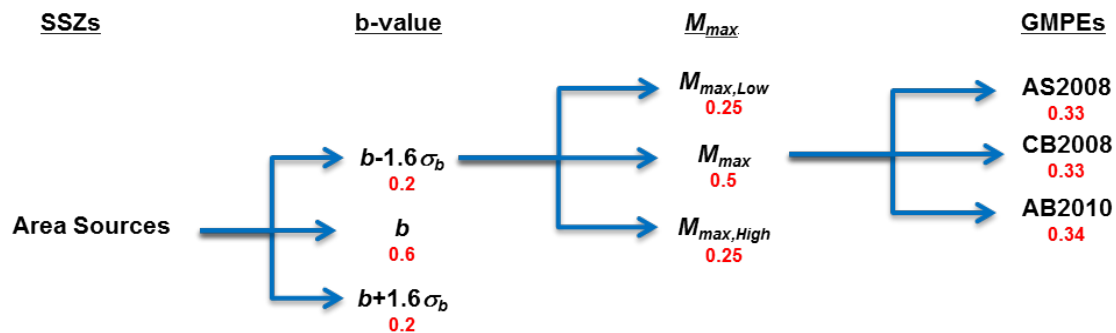 SSZs b-value Mmax GMPEs
Mmax,Low AS2008
0.25 0.33
b-1.6σb Mmax CB2008
0.2 0.5 0.33
Area Sources b Mmax,High AB2010
0.6 0.25 0.34
b+1.6σb
0.2